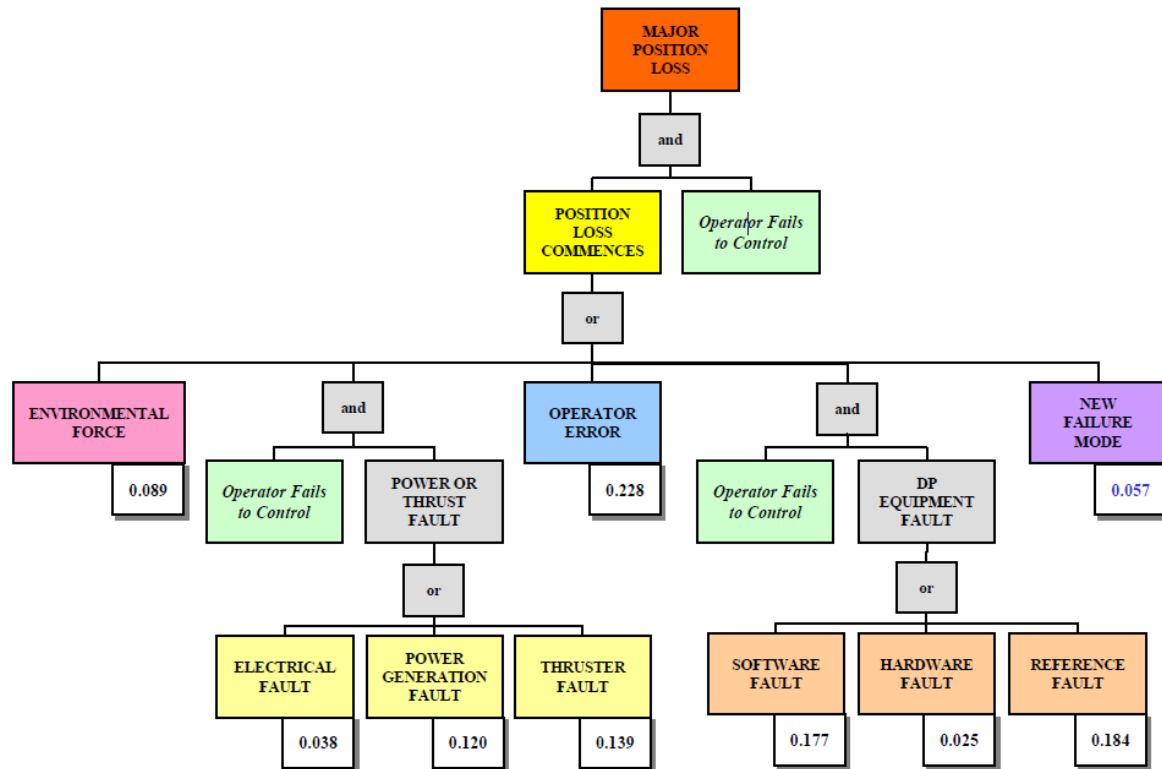 MAJOR
POSITION
LOSS
and
POSITION
LOSS
COMMENCES
Operator Fails
to Control
or
ENVIRONMENTAL
FORCE
0.089
and
Operator Fails
to Control
POWER OR
THRUST
FAULT
OPERATOR
ERROR
0.228
and
Operator Fails
to Control
DP
EQUIPMENT
FAULT
NEW
FAILURE
MODE
0.057
or
ELECTRICAL
FAULT
0.038
POWER
GENERATION
FAULT
0.120
THRUSTER
FAULT
0.139
or
SOFTWARE
FAULT
0.177
HARDWARE
FAULT
0.025
REFERENCE
FAULT
0.184